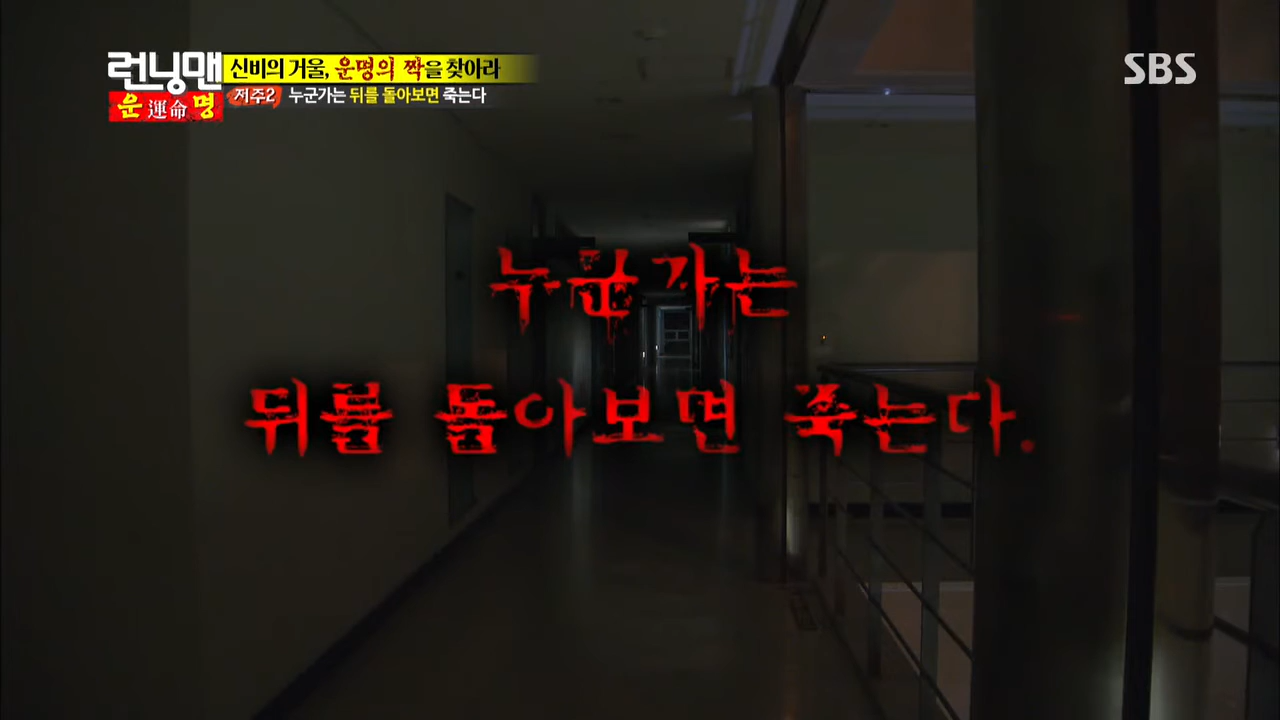 런닝맨
운 運命 명
신비의 거울, 운명의 짝을 찾아라
저주2 누군가는 뒤를 돌아보면 죽는다
SBS
누군가는
뒤를 돌아보면 죽는다.